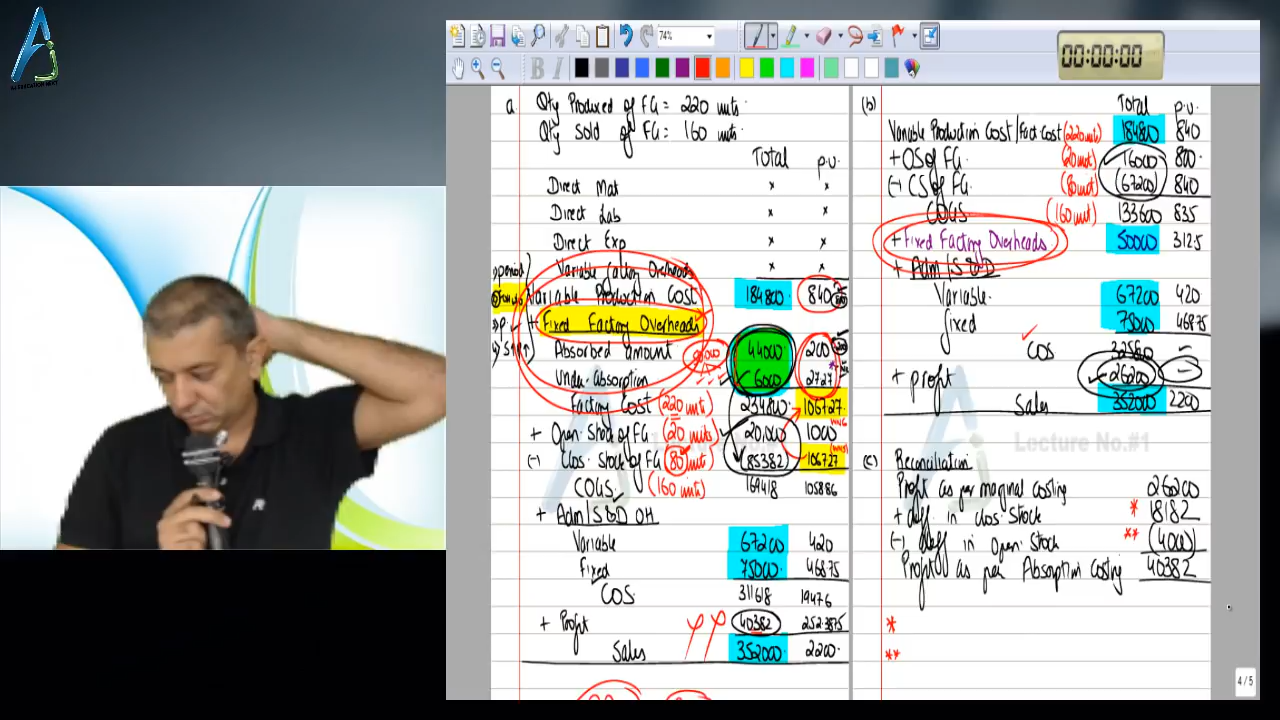 AJ
74%
00:00:00
a Qty Produced of FG = 220 units
Qty sold of FG = 160 units
Total p.u.
Direct Mat x x
Direct Lab x x
Direct Exp x x
Variable factory Overheads x x
Variable Production Cost 184800 840
+ Fixed Factory Overheads
Absorbed amount 44000 200
Under-absorption 6000 27.27
Factory Cost (220 units) 234800 1067.27
+ Open. Stock of FG (20 units) 20,000 1000
(-) Clos. Stock of FG (80 units) (85382) 1067.27
COGS (160 units) 169418 1058.86
+ Adm/S&D OH
Variable 67200 420
Fixed 75000 468.75
COS 311618 1947.6
+ Profit 40382 252.3875
Sales 352000 2200
(b) Total p.u.
Variable Production Cost/Fact Cost (220 units) 184800 840
+ OS of FG (20 units) 16000 800
(-) CS of FG (80 units) (67200) 840
COGS (160 unit) 133600 835
+ Fixed Factory Overheads 50000 312.5
+ Adm/S&D
Variable 67200 420
fixed 75000 468.75
COS 325800 -
+ profit 26200 -
Sales 352000 2200
Lecture No.#1
(c) Reconciliation
Profit as per marginal costing 26200
+ diff in Clos. Stock * 18182
(-) diff in Open. Stock ** (4000)
Profit as per Absorption costing 40382
*
**
4/5